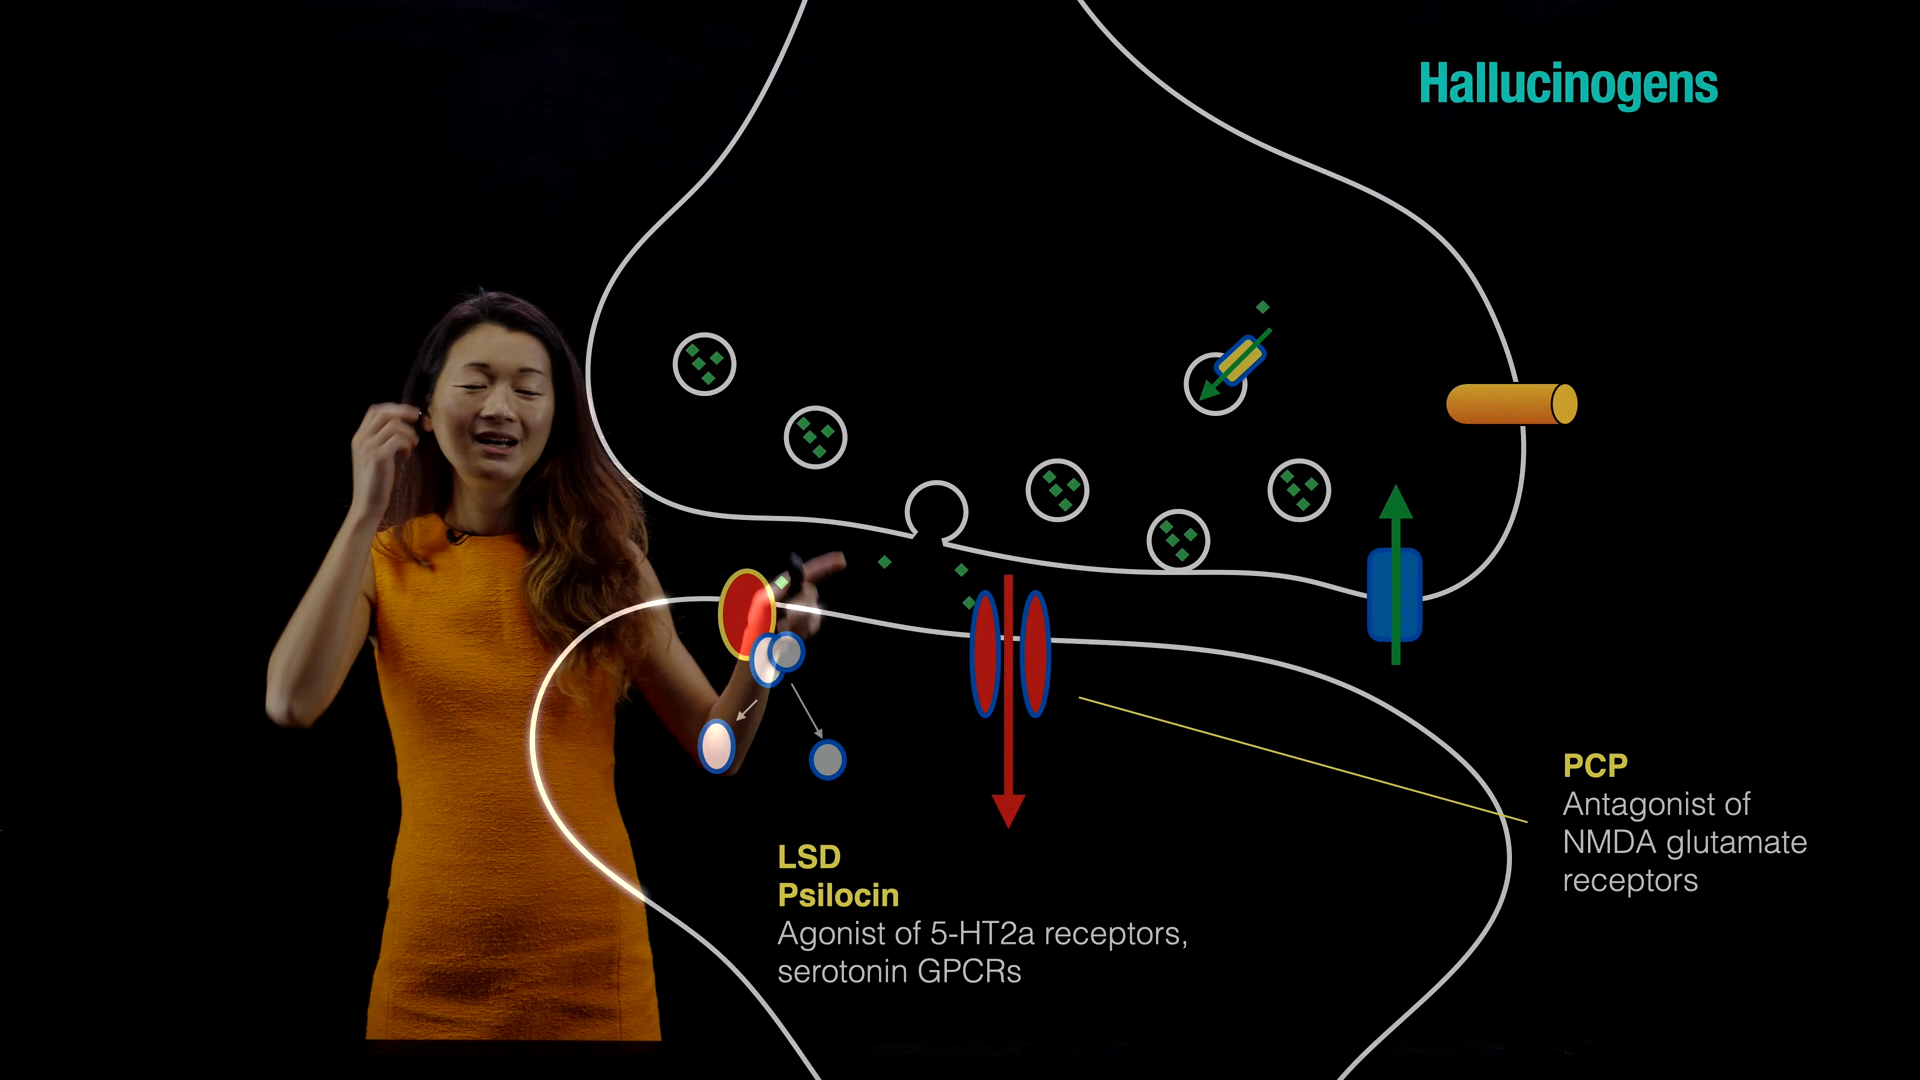 Hallucinogens
LSD
Psilocin
Agonist of 5-HT2a receptors,
serotonin GPCRs
PCP
Antagonist of
NMDA glutamate
receptors